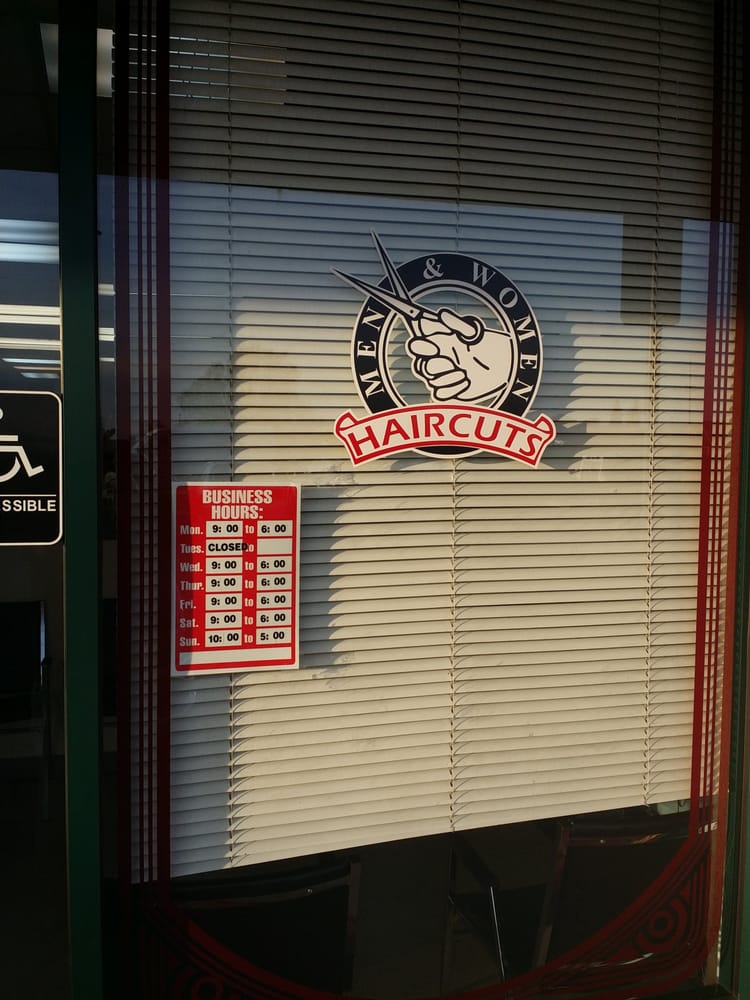 MEN & WOMEN
HAIRCUTS
SSIBLE
BUSINESS
HOURS:
Mon. 9:00 to 6:00
Tues. CLOSED
Wed. 9:00 to 6:00
Thur. 9:00 to 6:00
Fri. 9:00 to 6:00
Sat. 9:00 to 6:00
Sun. 10:00 to 5:00